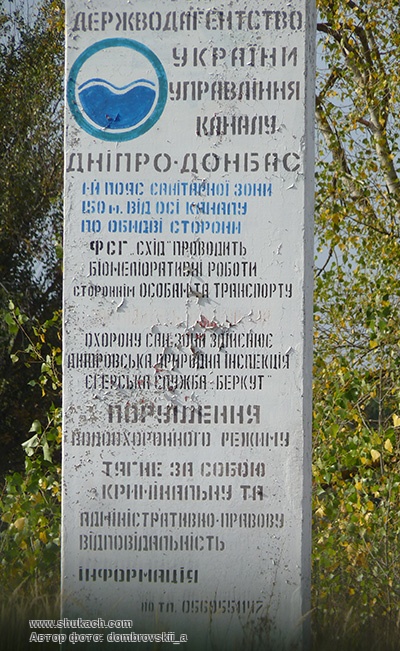 ДЕРЖВОДАГЕНТСТВО
УКРАЇНИ
УПРАВЛІННЯ
КАНАЛУ
ДНІПРО-ДОНБАС
1-Й ПОЯС САНІТАРНОЇ ЗОНИ
150 м. ВІД ОСІ КАНАЛУ
ПО ОБИДВІ СТОРОНИ
ФСГ „СХІД" ПРОВОДИТЬ
БІОМЕЛІОРАТИВНІ РОБОТИ
СТОРОННІМ ОСОБАМ ТА ТРАНСПОРТУ
ОХОРОНУ САН.ЗОНИ ЗДІЙСНЮЄ
ДНІПРОВСЬКА ПРИРОДНА ІНСПЕКЦІЯ
ЄГЕРСЬКА СЛУЖБА "БЕРКУТ"
ПОРУШЕННЯ
ВОДООХОРОННОГО РЕЖИМУ
ТЯГНЕ ЗА СОБОЮ
КРИМІНАЛЬНУ ТА
АДМІНІСТРАТИВНО-ПРАВОВУ
ВІДПОВІДАЛЬНІСТЬ
ІНФОРМАЦІЯ
ПО ТЛ.
www.shukach.com
Автор фото: dombrovskii_a